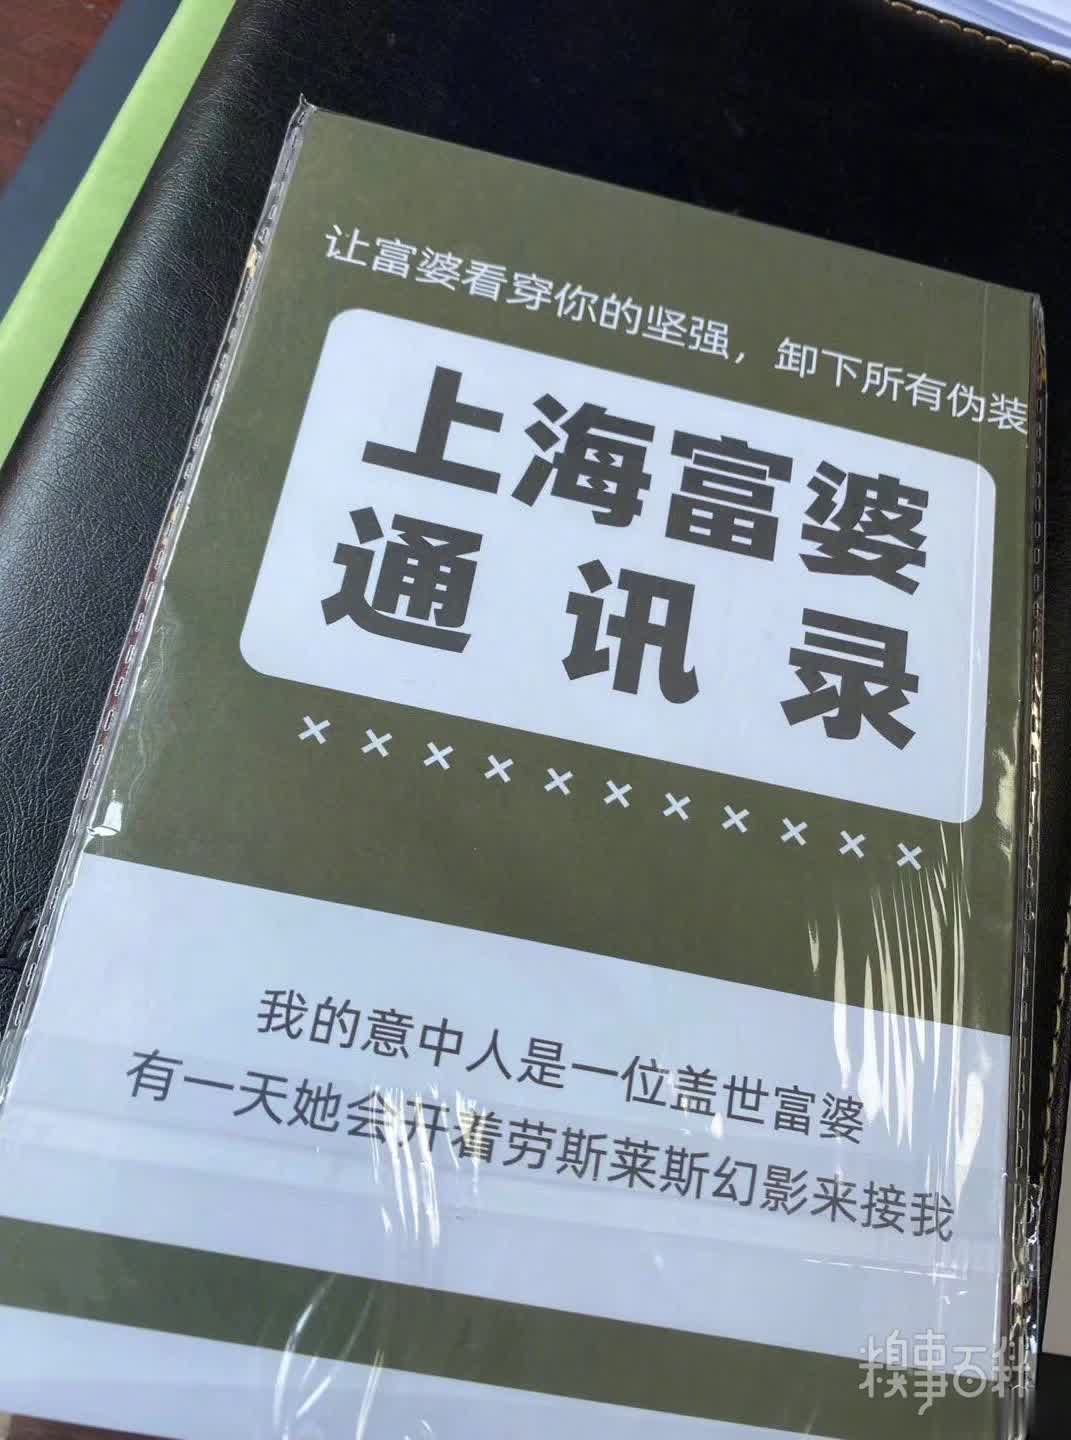 让富婆看穿你的坚强，卸下所有伪装
上海富婆
通讯录
×××××××××××
我的意中人是一位盖世富婆
有一天她会开着劳斯莱斯幻影来接我
糗事百科